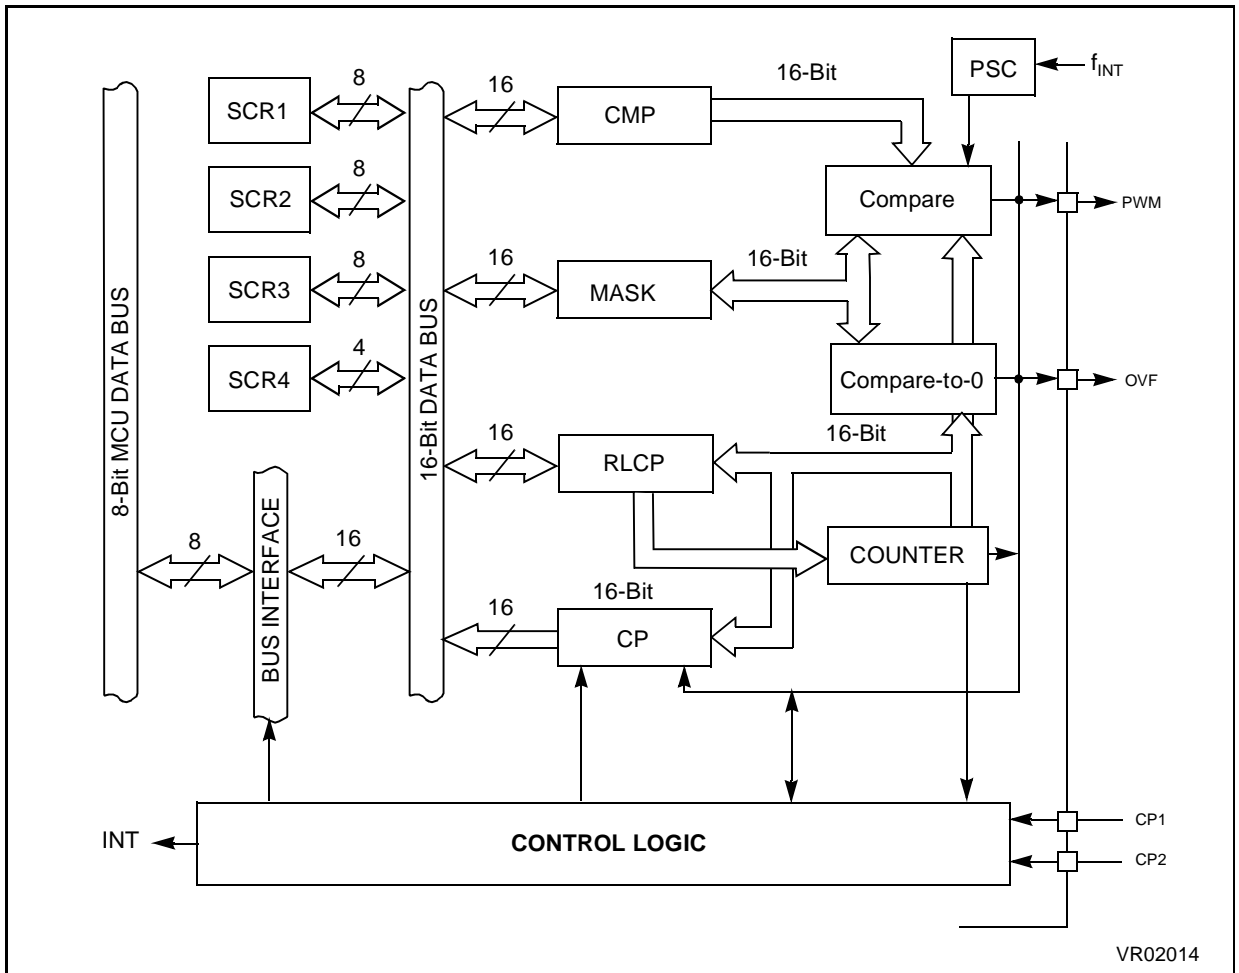 16-Bit
PSC
fINT
8
16
SCR1
CMP
8
SCR2
Compare
PWM
8
16
16-Bit
SCR3
MASK
8-Bit MCU DATA BUS
16-Bit DATA BUS
4
SCR4
Compare-to-0
OVF
16
16-Bit
RLCP
BUS INTERFACE
8
16
COUNTER
16
16-Bit
CP
INT
CONTROL LOGIC
CP1
CP2
VR02014